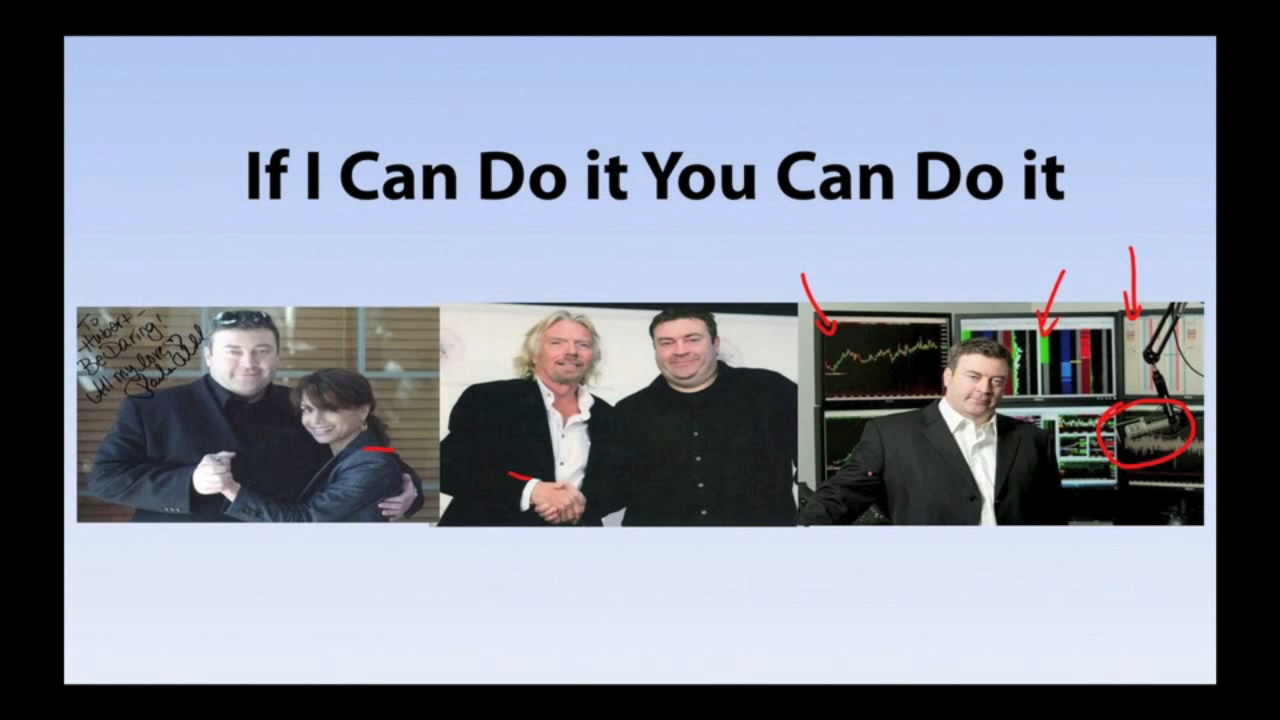 If I Can Do it You Can Do it
To
Hubert -
Be Daring!
All my love,